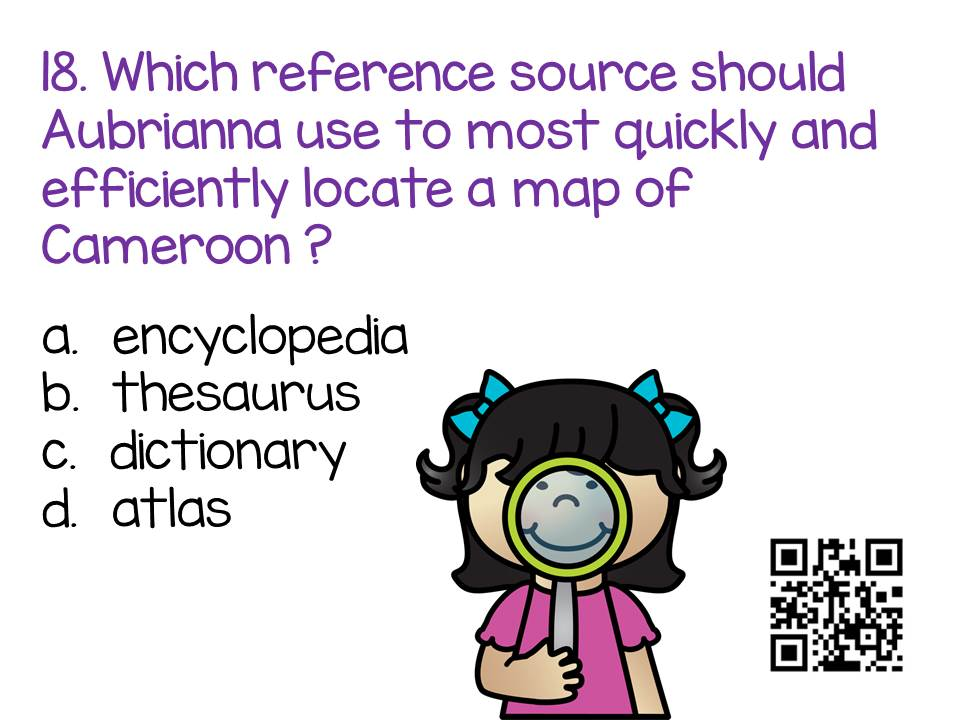 18. Which reference source should
Aubrianna use to most quickly and
efficiently locate a map of
Cameroon ?
a. encyclopedia
b. thesaurus
c. dictionary
d. atlas